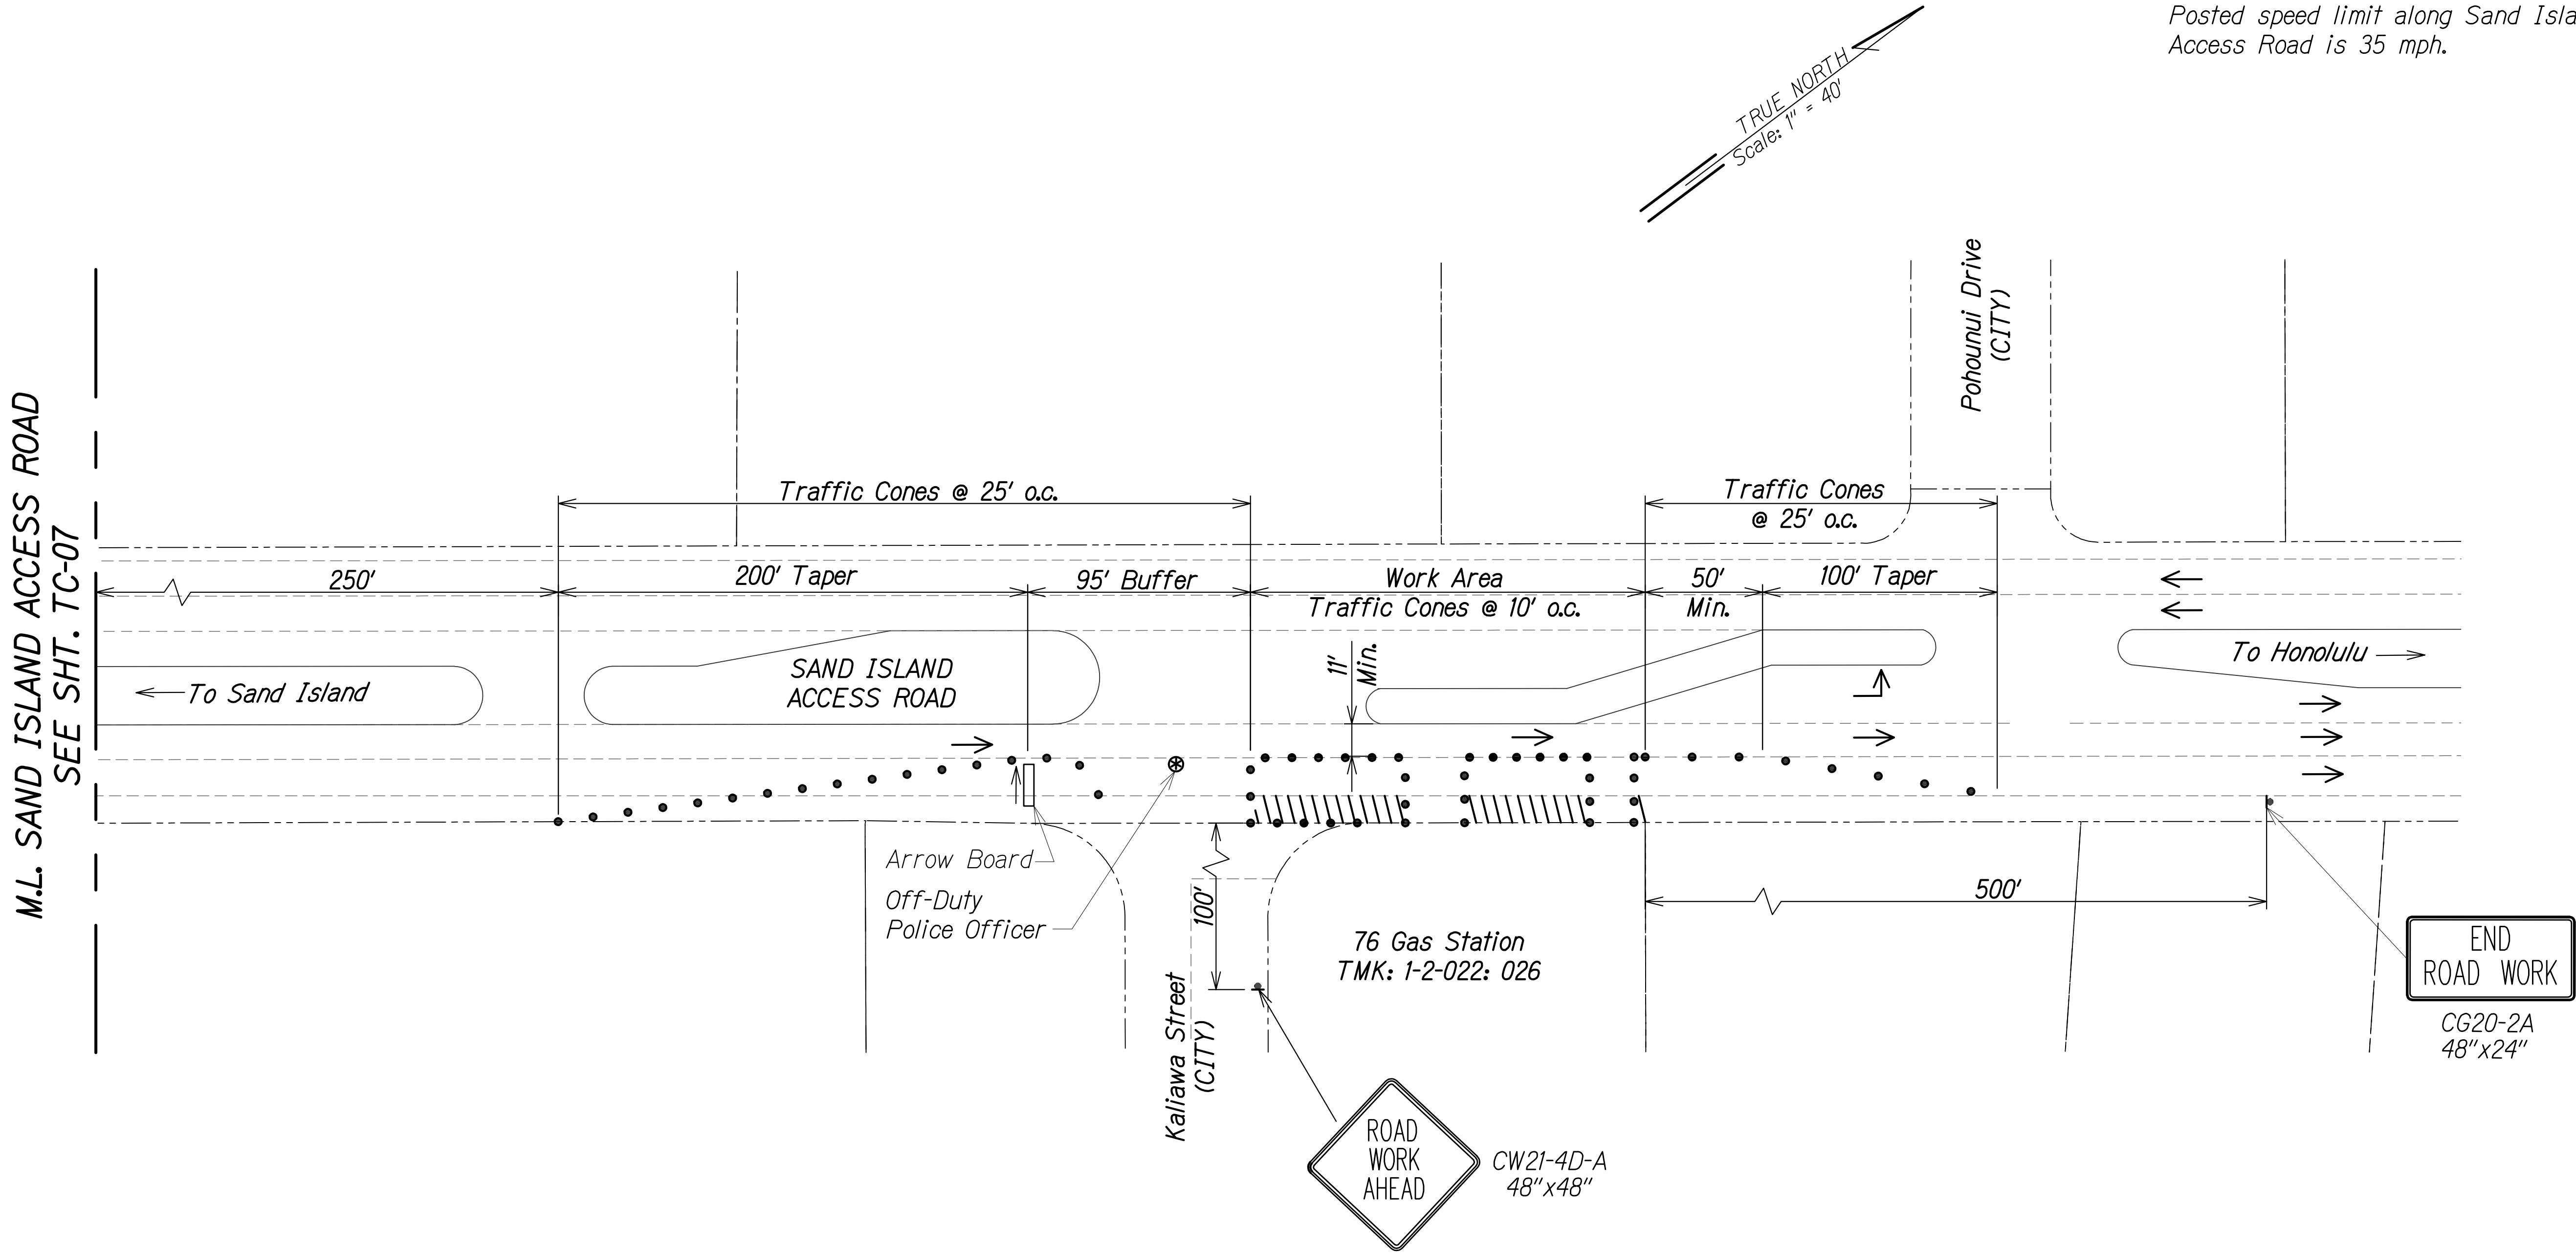 Posted speed limit along Sand Isla
Access Road is 35 mph.
TRUE NORTH
Scale: 1" = 40'
M.L. SAND ISLAND ACCESS ROAD
SEE SHT. TC-07
Pohounui Drive
(CITY)
Traffic Cones @ 25' o.c.
Traffic Cones
@ 25' o.c.
250'
200' Taper
95' Buffer
Work Area
Traffic Cones @ 10' o.c.
50'
Min.
100' Taper
11'
Min.
To Sand Island
SAND ISLAND
ACCESS ROAD
To Honolulu
Arrow Board
Off-Duty
Police Officer
100'
500'
76 Gas Station
TMK: 1-2-022: 026
Kaliawa Street
(CITY)
END
ROAD WORK
CG20-2A
48"x24"
ROAD
WORK
AHEAD
CW21-4D-A
48"x48"